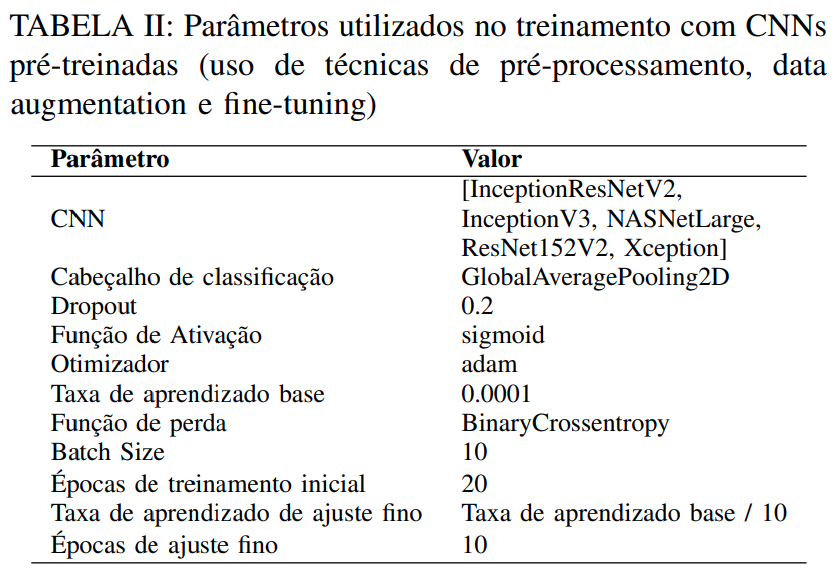 TABELA II: Parâmetros utilizados no treinamento com CNNs
pré-treinadas (uso de técnicas de pré-processamento, data
augmentation e fine-tuning)
Parâmetro Valor
[InceptionResNetV2,
CNN InceptionV3, NASNetLarge,
ResNet152V2, Xception]
Cabeçalho de classificação GlobalAveragePooling2D
Dropout 0.2
Função de Ativação sigmoid
Otimizador adam
Taxa de aprendizado base 0.0001
Função de perda BinaryCrossentropy
Batch Size 10
Épocas de treinamento inicial 20
Taxa de aprendizado de ajuste fino Taxa de aprendizado base / 10
Épocas de ajuste fino 10